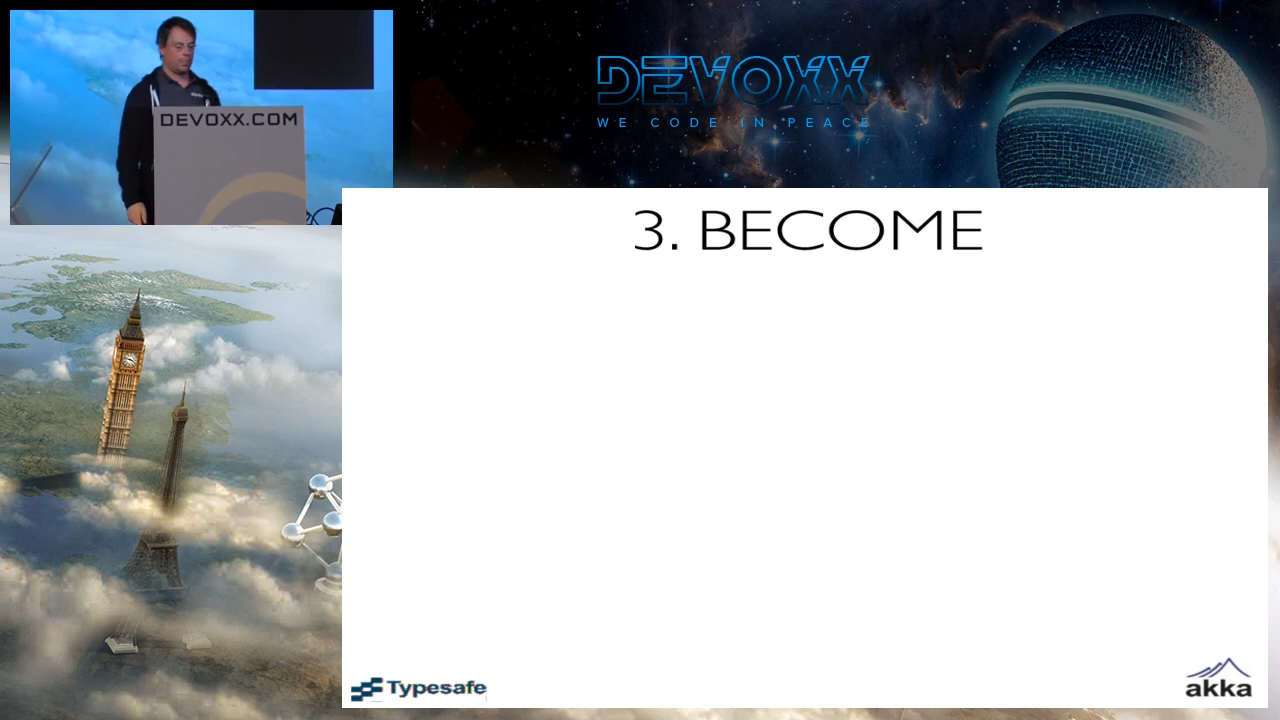 DEVOXX
WE CODE IN PEACE
DEVOXX.COM
3. BECOME
Typesafe
akka